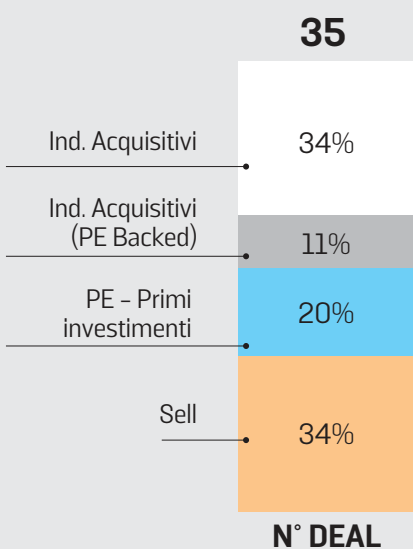 35
Ind. Acquisitivi
34%
Ind. Acquisitivi
(PE Backed)
11%
PE – Primi
investimenti
20%
Sell
34%
N° DEAL